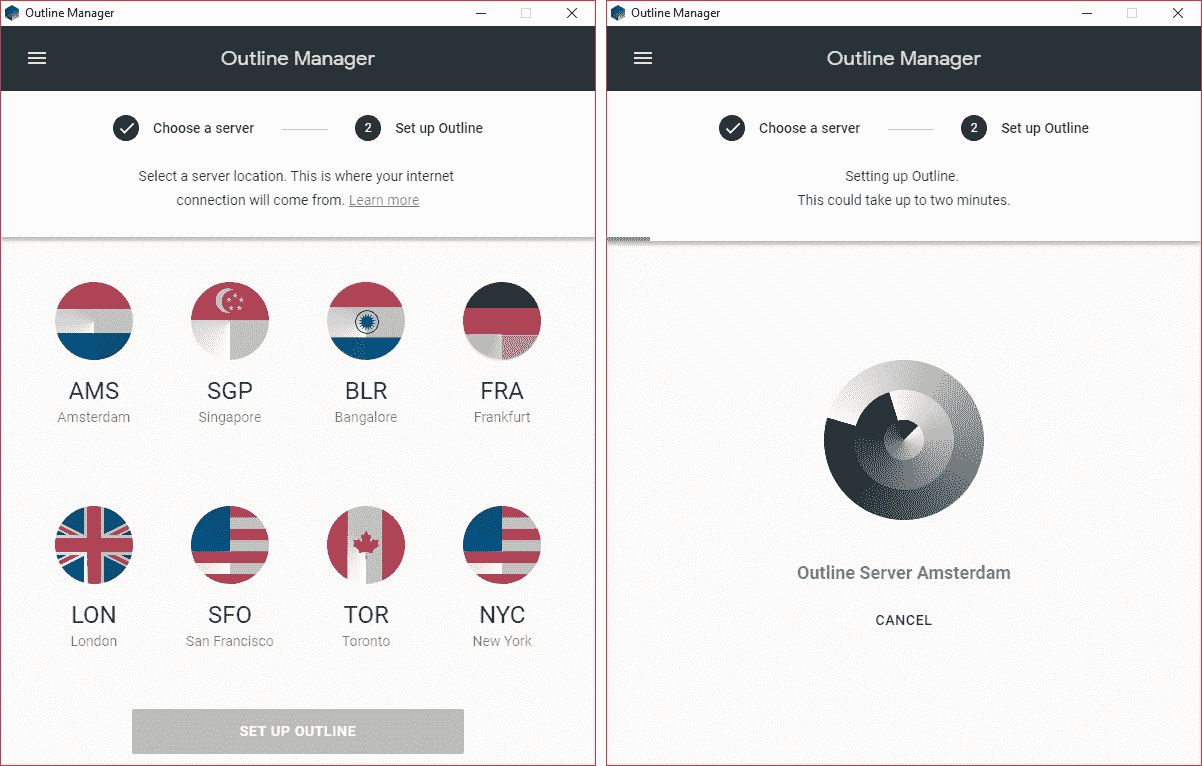 Outline Manager
Outline Manager
Choose a server
2
Set up Outline
Select a server location. This is where your internet
connection will come from. Learn more
AMS
Amsterdam
SGP
Singapore
BLR
Bangalore
FRA
Frankfurt
LON
London
SFO
San Francisco
TOR
Toronto
NYC
New York
SET UP OUTLINE
Outline Manager
Outline Manager
Choose a server
2
Set up Outline
Setting up Outline.
This could take up to two minutes.
Outline Server Amsterdam
CANCEL